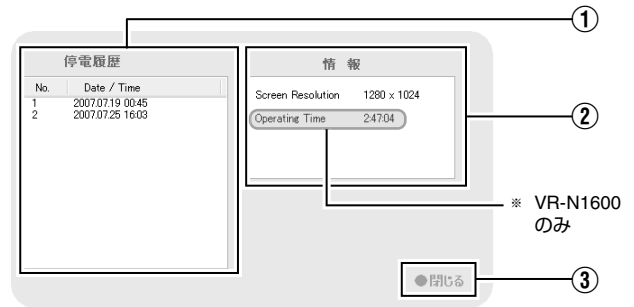 ①
停電履歴
No. Date / Time
1 2007.07.19 00:45
2 2007.07.25 16:03
情 報
Screen Resolution 1280 x 1024
Operating Time 2:47:04
②
※ VR-N1600
のみ
●閉じる
③